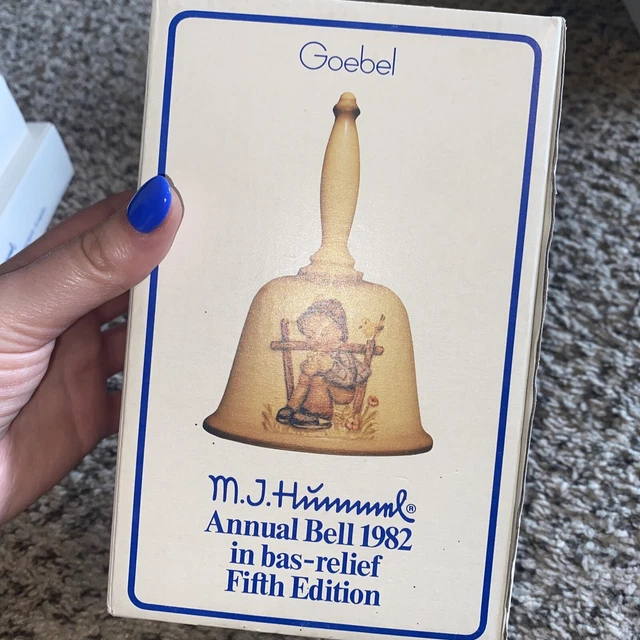 Goebel
M.J.Hummel®
Annual Bell 1982
in bas-relief
Fifth Edition